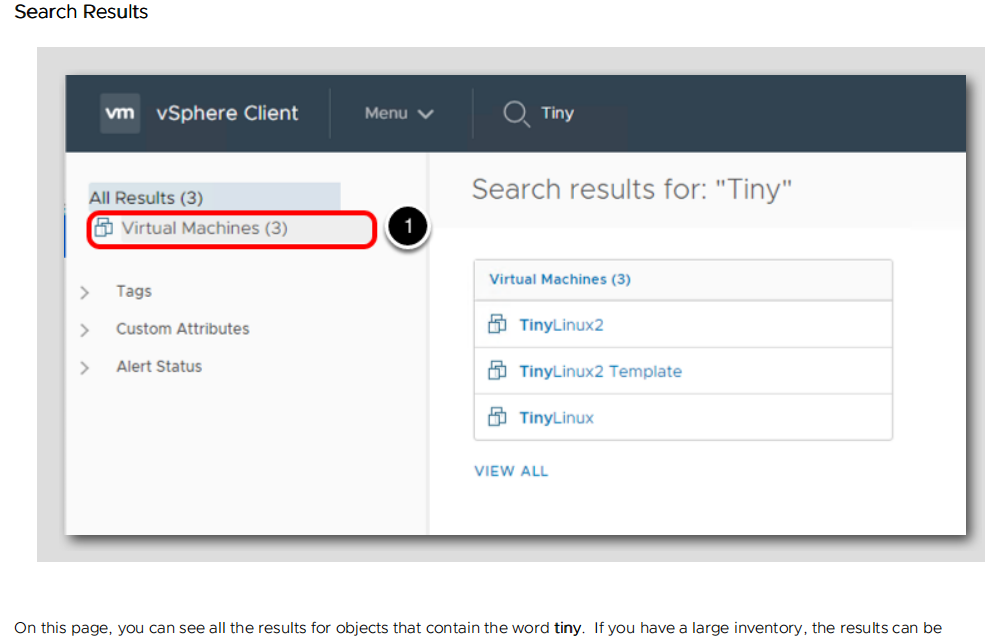 Search Results
vm vSphere Client Menu Tiny
All Results (3)
Virtual Machines (3)
1
Tags
Custom Attributes
Alert Status
Search results for: "Tiny"
Virtual Machines (3)
TinyLinux2
TinyLinux2 Template
TinyLinux
VIEW ALL
On this page, you can see all the results for objects that contain the word tiny. If you have a large inventory, the results can be